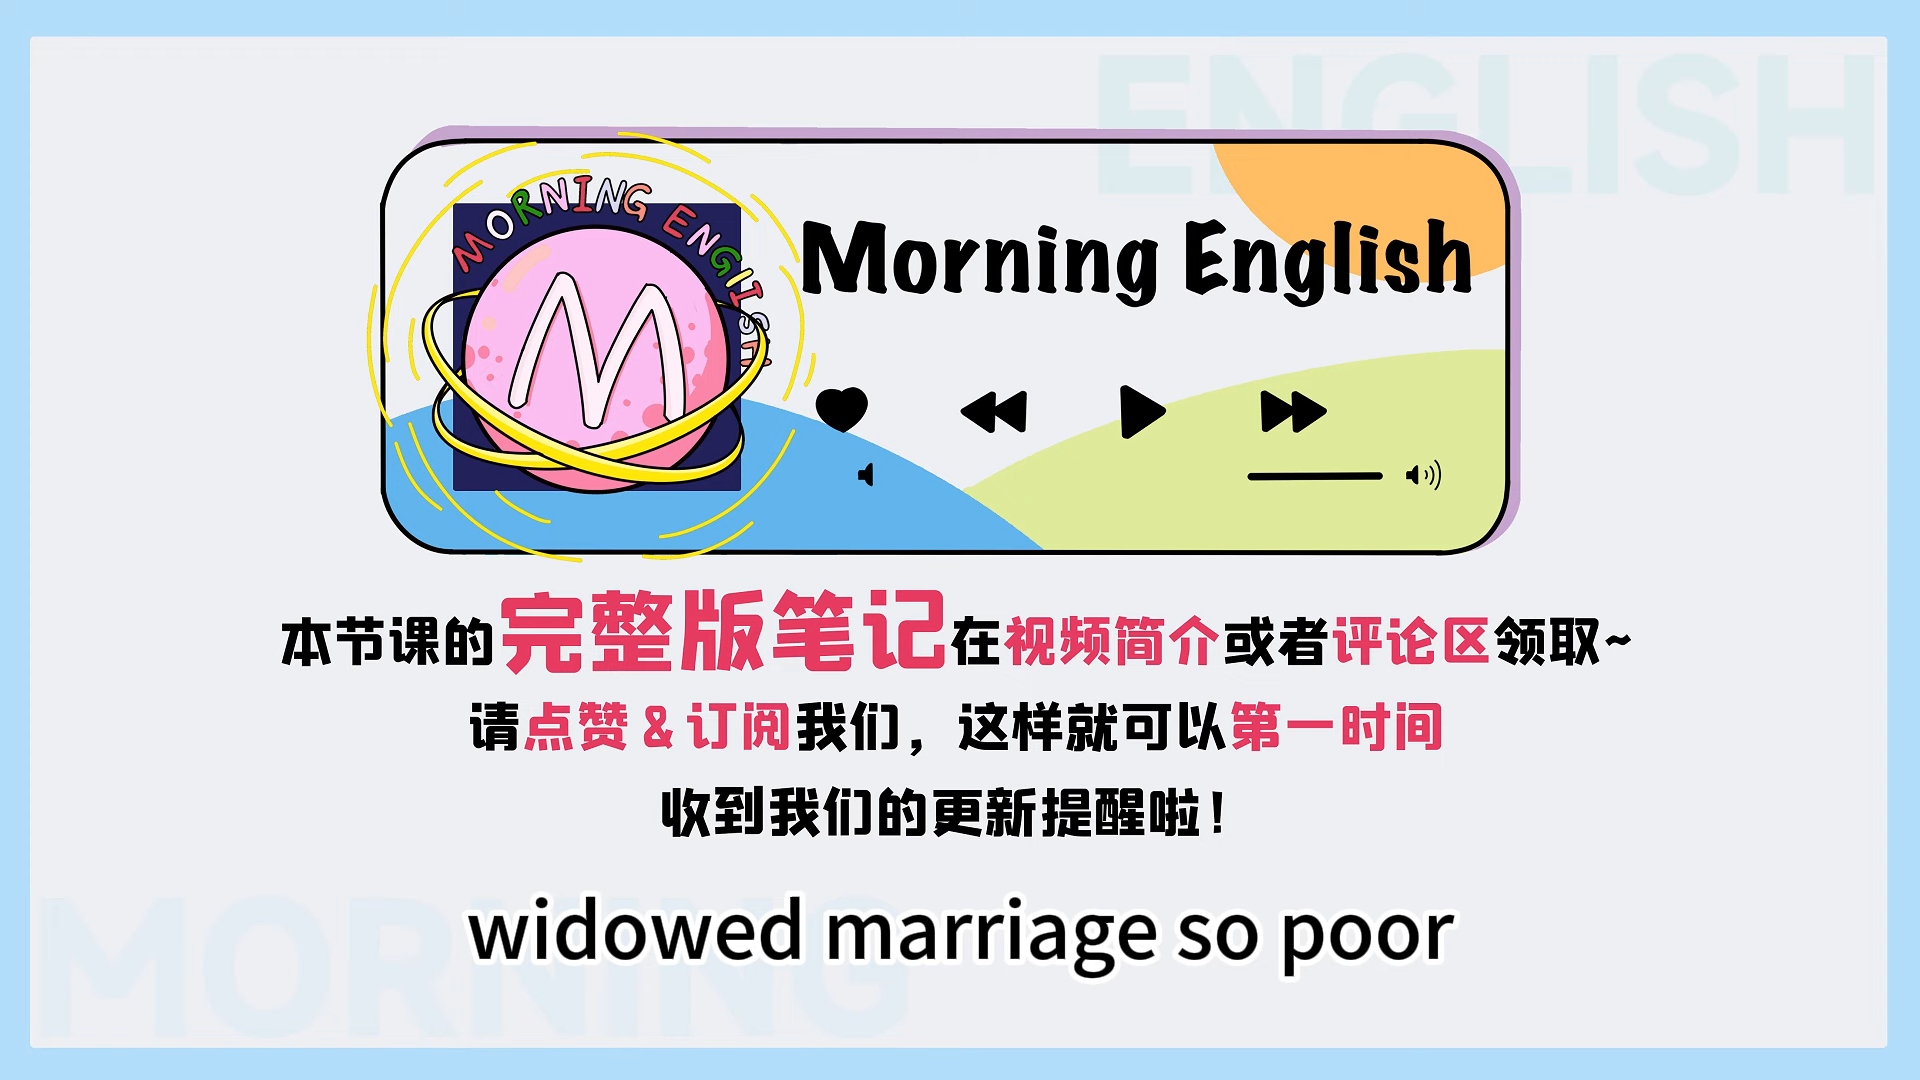 ENGLISH
MORNING ENGLISH
M
Morning English
本节课的完整版笔记在视频简介或者评论区领取~
请点赞&订阅我们，这样就可以第一时间
收到我们的更新提醒啦！
widowed marriage so poor
MORNING